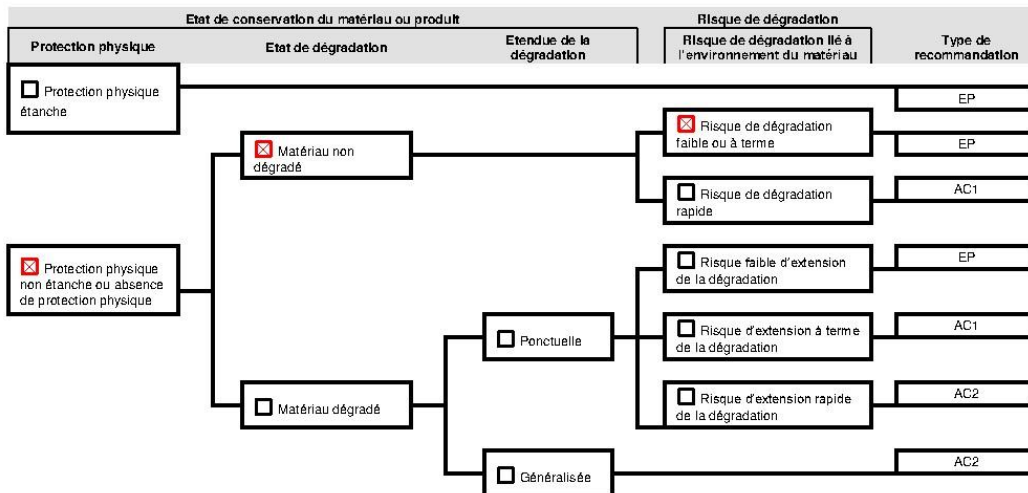 Etat de conservation du matériau ou produit
Risque de dégradation
Protection physique
Etat de dégradation
Etendue de la
dégradation
Risque de dégradation lié à
l'environnement du matériau
Type de
recommandation
Protection physique
étanche
EP
Matériau non
dégradé
Risque de dégradation
faible ou à terme
EP
Risque de dégradation
rapide
AC1
Protection physique
non étanche ou absence
de protection physique
Risque faible d'extension
de la dégradation
EP
Ponctuelle
Risque d'extension à terme
de la dégradation
AC1
Matériau dégradé
Risque d'extension rapide
de la dégradation
AC2
Généralisée
AC2